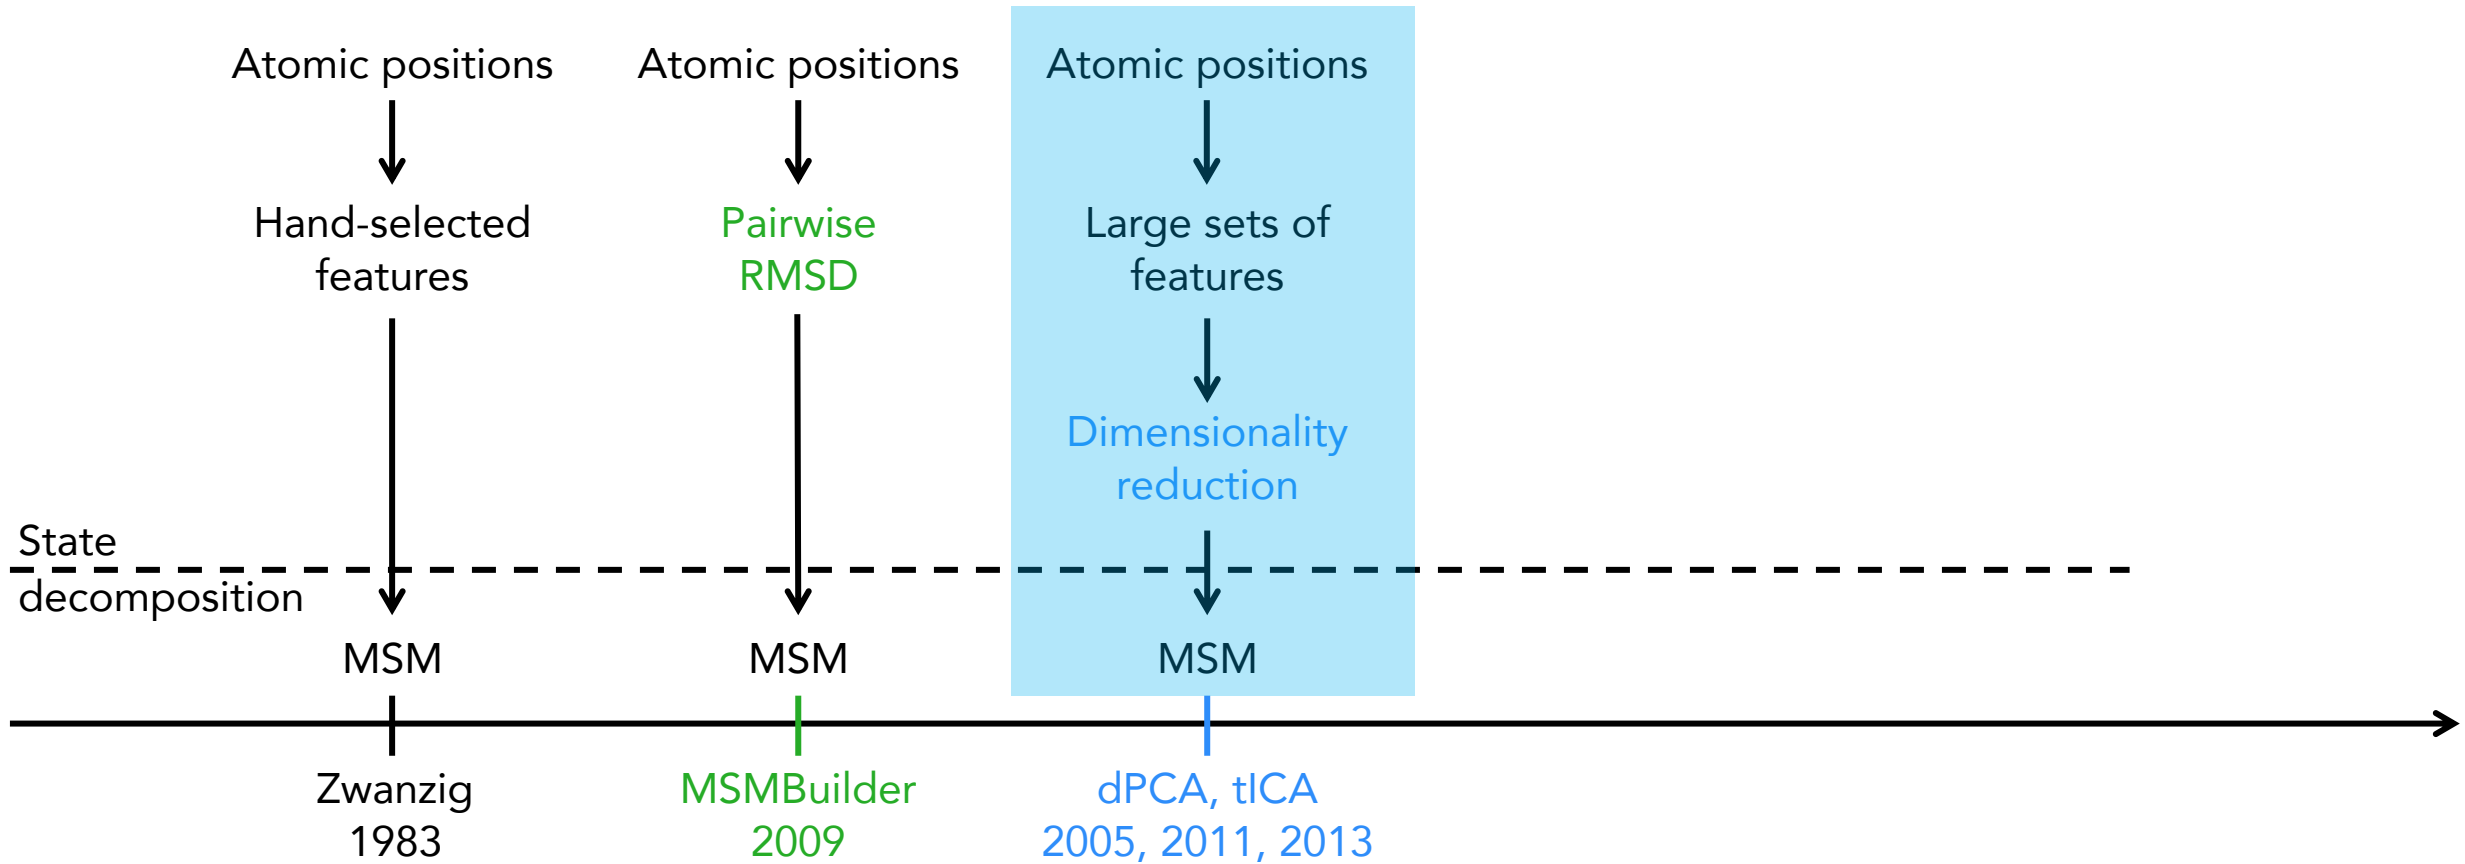 Atomic positions
Hand-selected
features
MSM
Zwanzig
1983
Atomic positions
Pairwise
RMSD
MSM
MSMBuilder
2009
Atomic positions
Large sets of
features
Dimensionality
reduction
MSM
dPCA, tICA
2005, 2011, 2013
State
decomposition